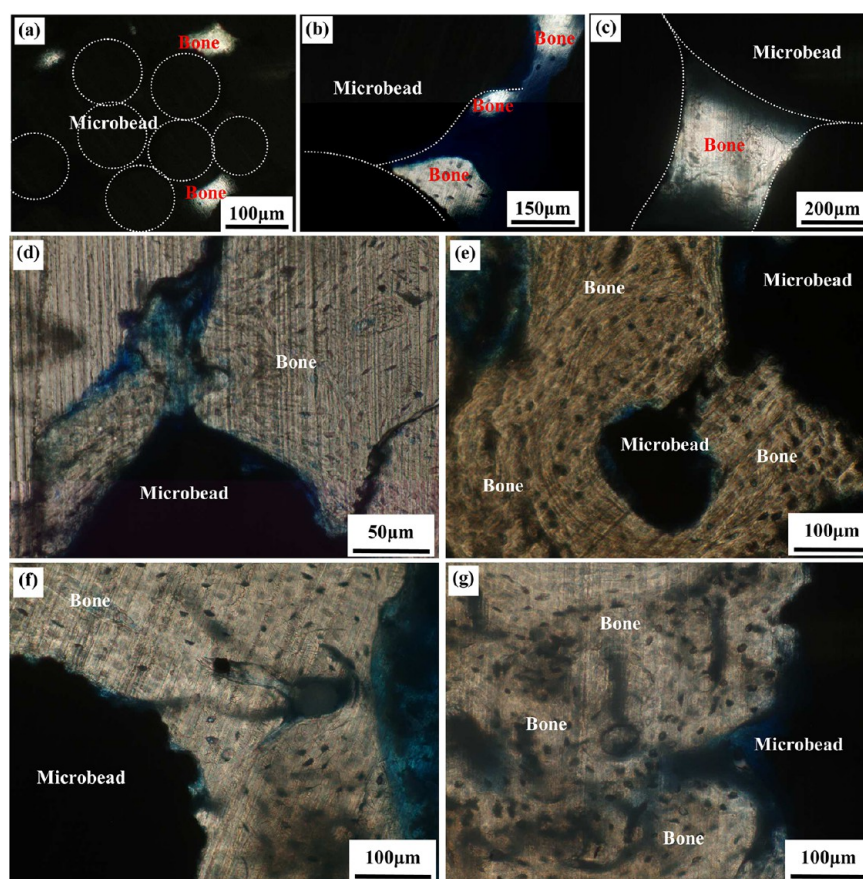 (a)
Bone
Microbead
Bone
100μm
(b)
Bone
Microbead
Bone
Bone
150μm
(c)
Microbead
Bone
200μm
(d)
Bone
Microbead
50μm
(e)
Bone
Microbead
Microbead
Bone
Bone
100μm
(f)
Bone
Microbead
100μm
(g)
Bone
Bone
Microbead
Bone
100μm